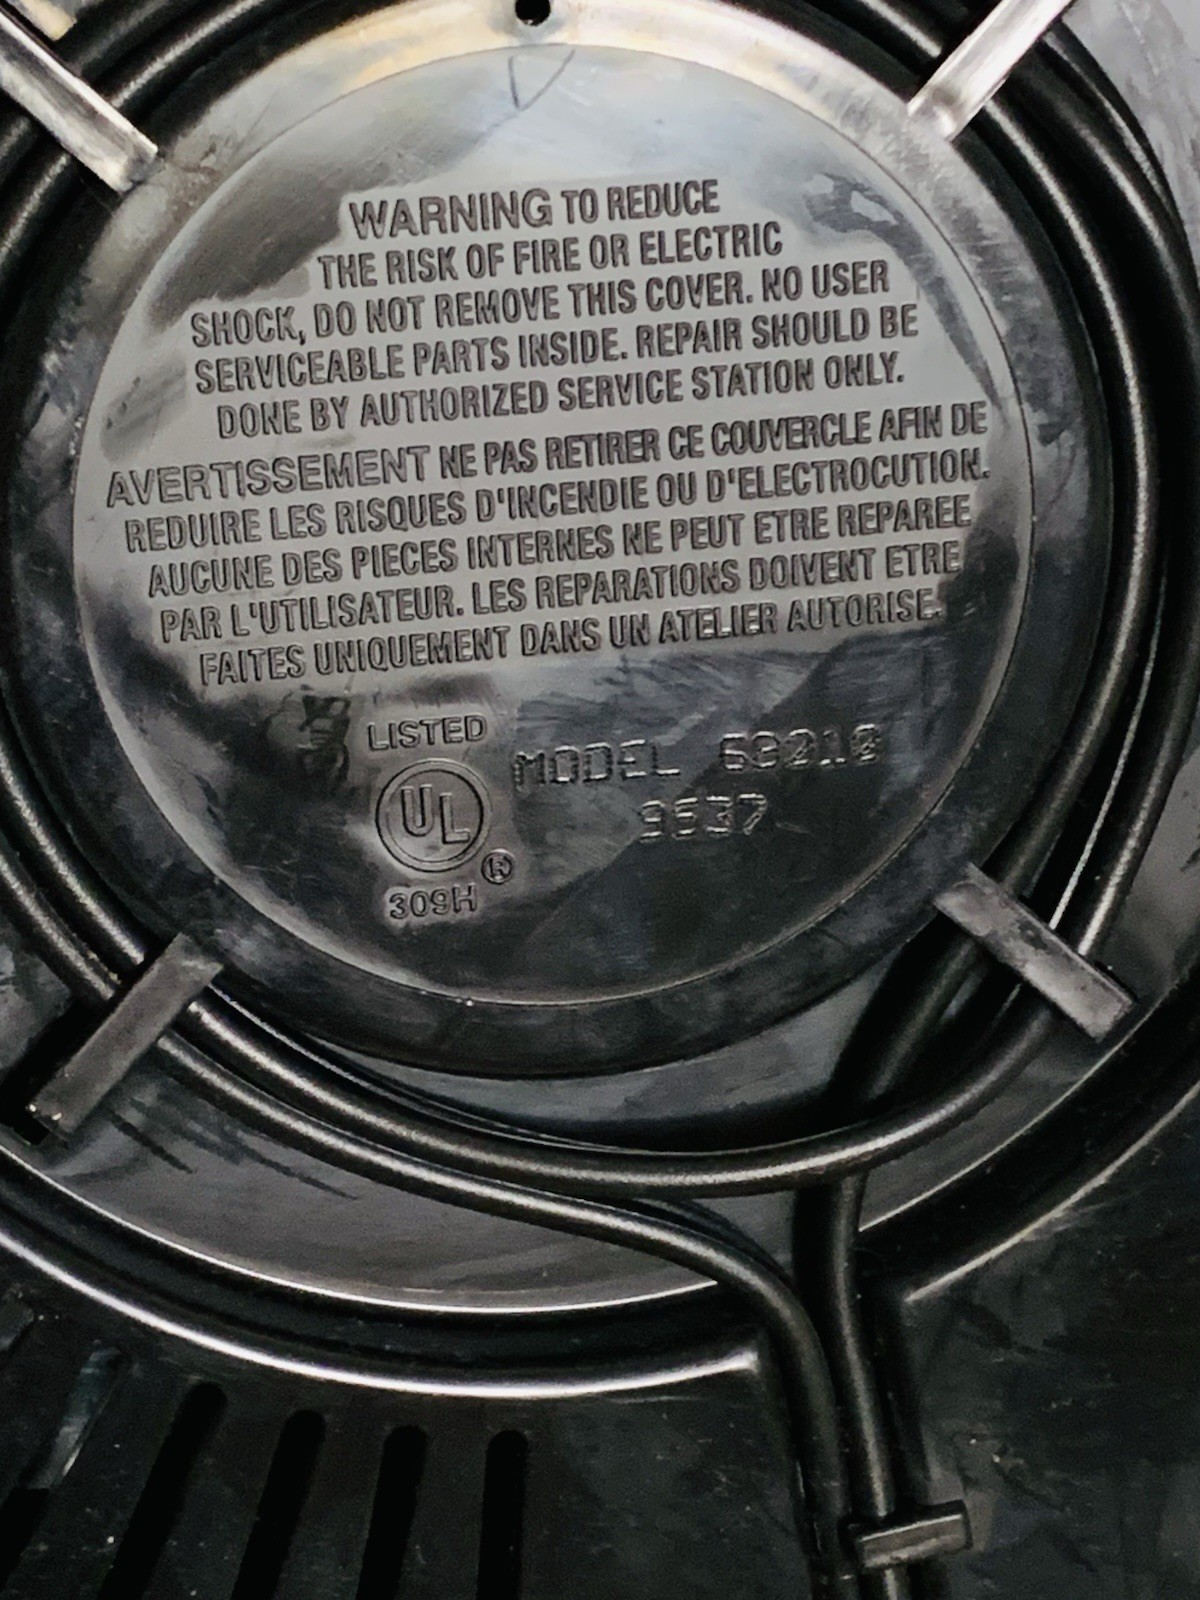 WARNING TO REDUCE
THE RISK OF FIRE OR ELECTRIC
SHOCK, DO NOT REMOVE THIS COVER. NO USER
SERVICEABLE PARTS INSIDE. REPAIR SHOULD BE
DONE BY AUTHORIZED SERVICE STATION ONLY.
AVERTISSEMENT NE PAS RETIRER CE COUVERCLE AFIN DE
REDUIRE LES RISQUES D'INCENDIE OU D'ELECTROCUTION.
AUCUNE DES PIECES INTERNES NE PEUT ETRE REPAREE
PAR L'UTILISATEUR. LES REPARATIONS DOIVENT ETRE
FAITES UNIQUEMENT DANS UN ATELIER AUTORISE.
LISTED
UL ®
309H
MODEL 63210